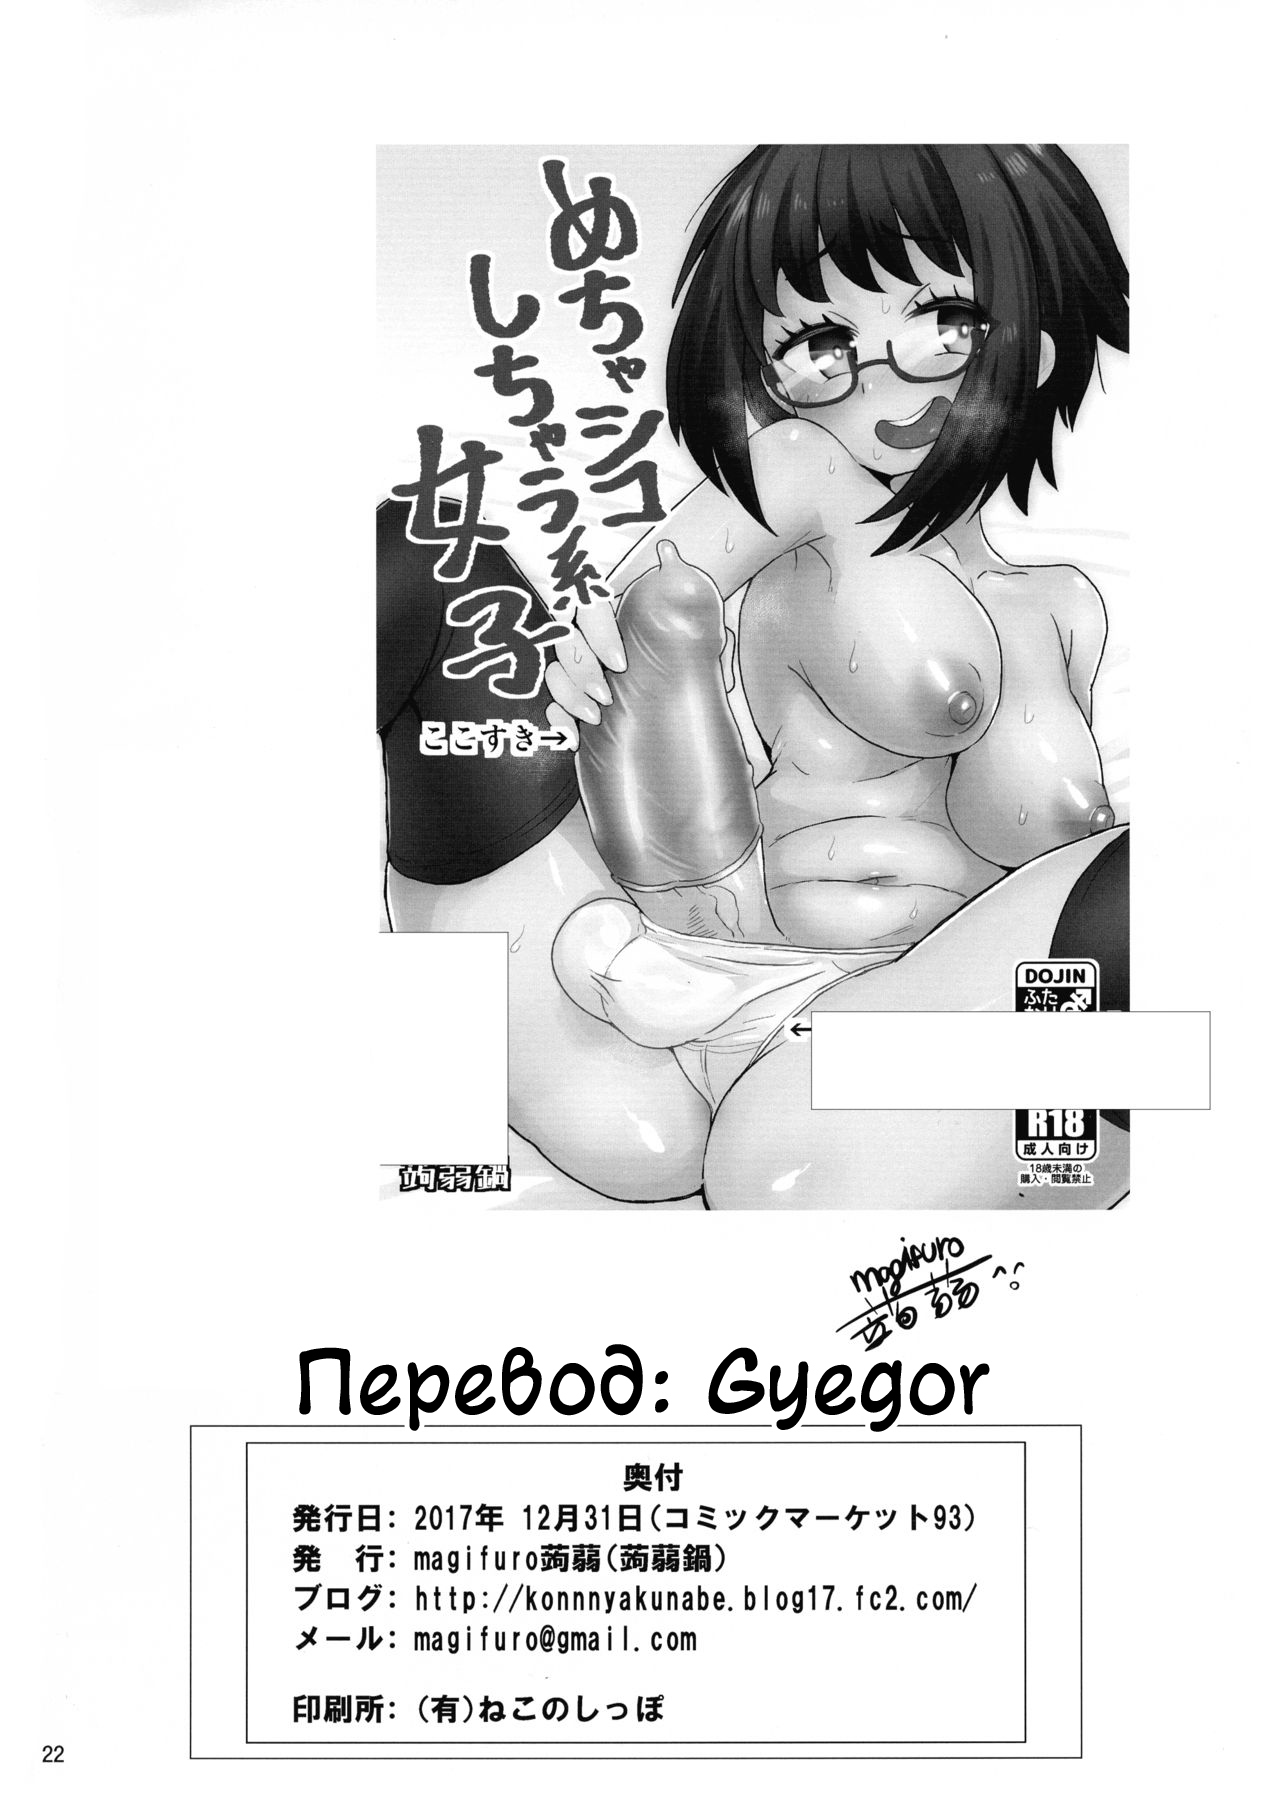 めちゃシコ
しちゃう系
女子
ここすき→
←
DOJIN
ふた
R18
成人向け
18歳未満の
購入・閲覧禁止
蒟蒻鍋
magifuro
蒟蒻
Перевод: Gyegor
奥付
発行日: 2017年 12月31日(コミックマーケット93)
発　行: magifuro蒟蒻(蒟蒻鍋)
ブログ: http://konnnyakunabe.blog17.fc2.com/
メール: magifuro@gmail.com
印刷所: (有)ねこのしっぽ
22